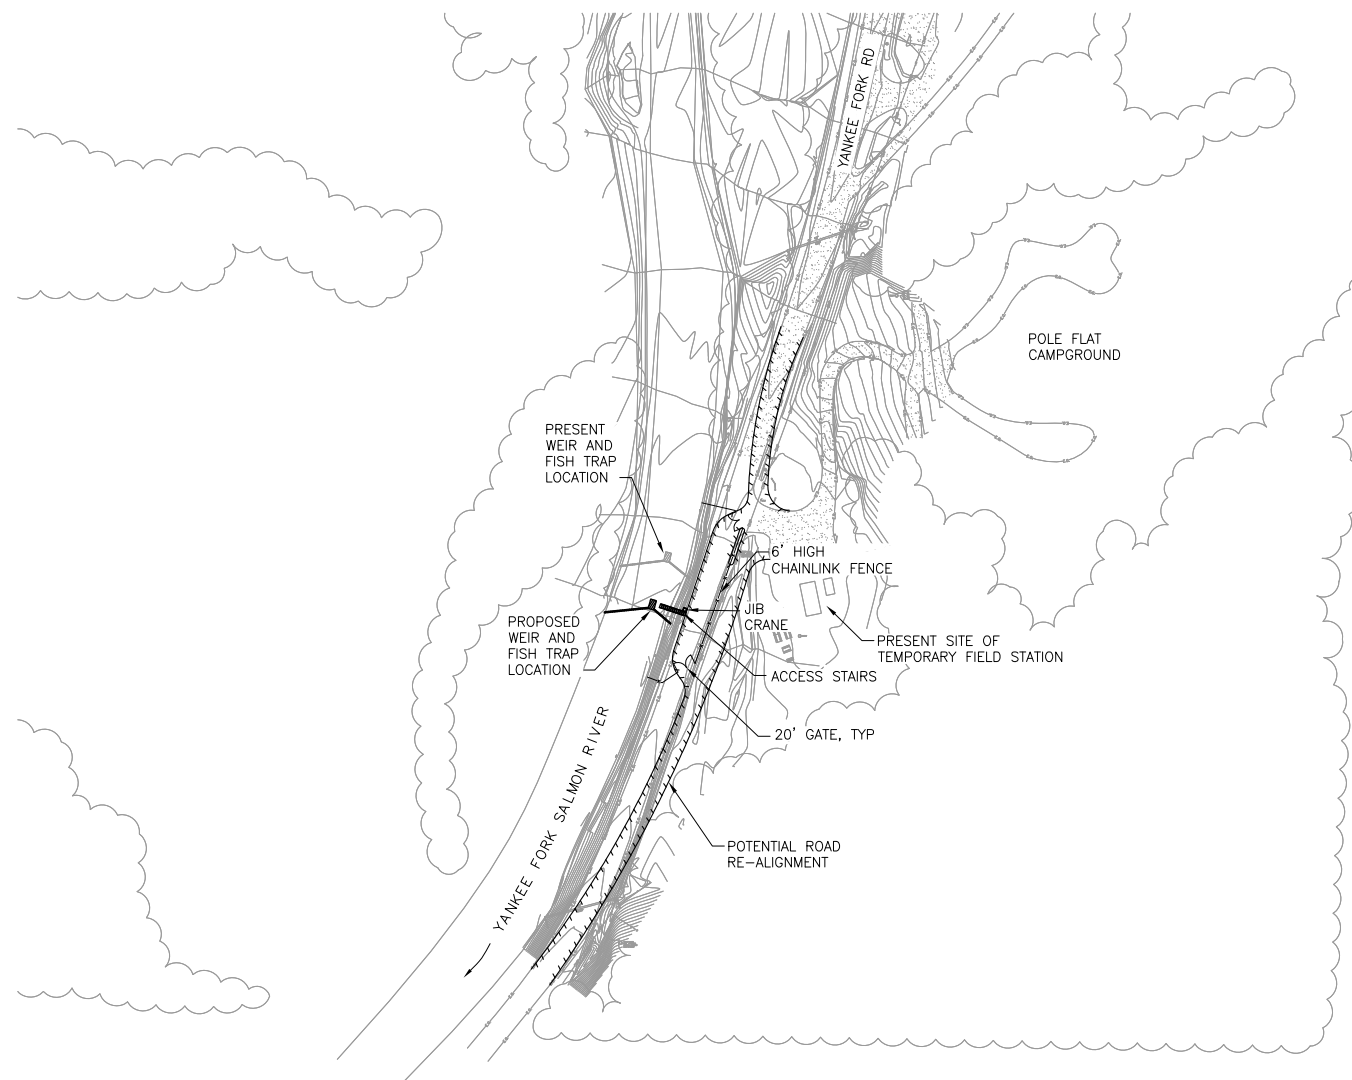 YANKEE FORK RD
POLE FLAT
CAMPGROUND
PRESENT
WEIR AND
FISH TRAP
LOCATION
6' HIGH
CHAINLINK FENCE
JIB
CRANE
PROPOSED
WEIR AND
FISH TRAP
LOCATION
PRESENT SITE OF
TEMPORARY FIELD STATION
ACCESS STAIRS
20' GATE, TYP
YANKEE FORK SALMON RIVER
POTENTIAL ROAD
RE-ALIGNMENT